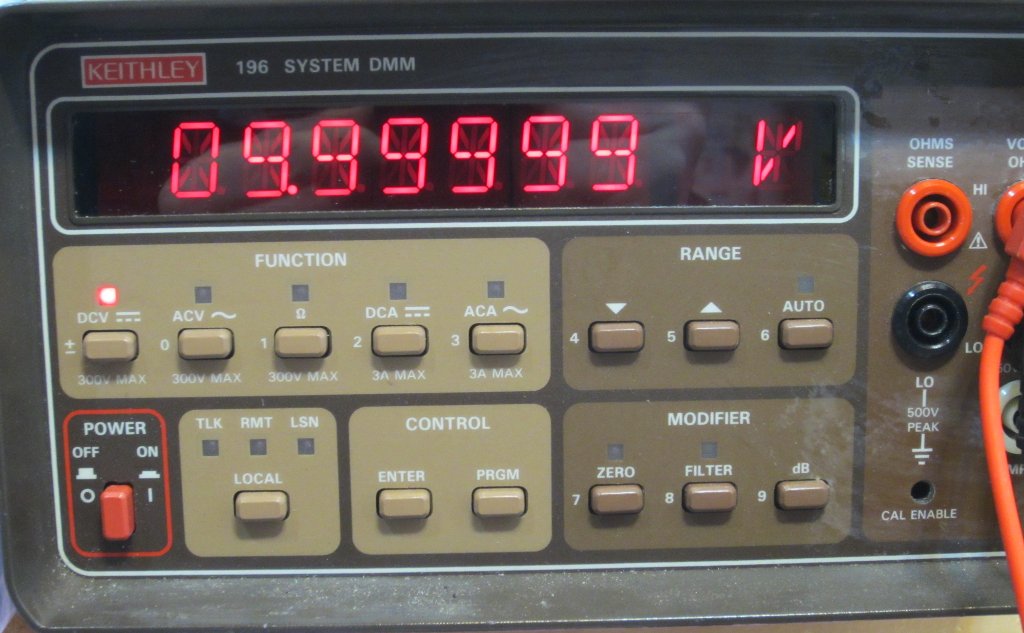 KEITHLEY 196 SYSTEM DMM
09.99999 V
OHMS SENSE
HI
FUNCTION
DCV ACV Ω DCA ACA
± 0 1 2 3
300V MAX 300V MAX 300V MAX 3A MAX 3A MAX
RANGE
AUTO
4 5 6
LO
LO
500V
PEAK
POWER
OFF ON
O I
TLK RMT LSN
LOCAL
CONTROL
ENTER PRGM
MODIFIER
ZERO FILTER dB
7 8 9
CAL ENABLE